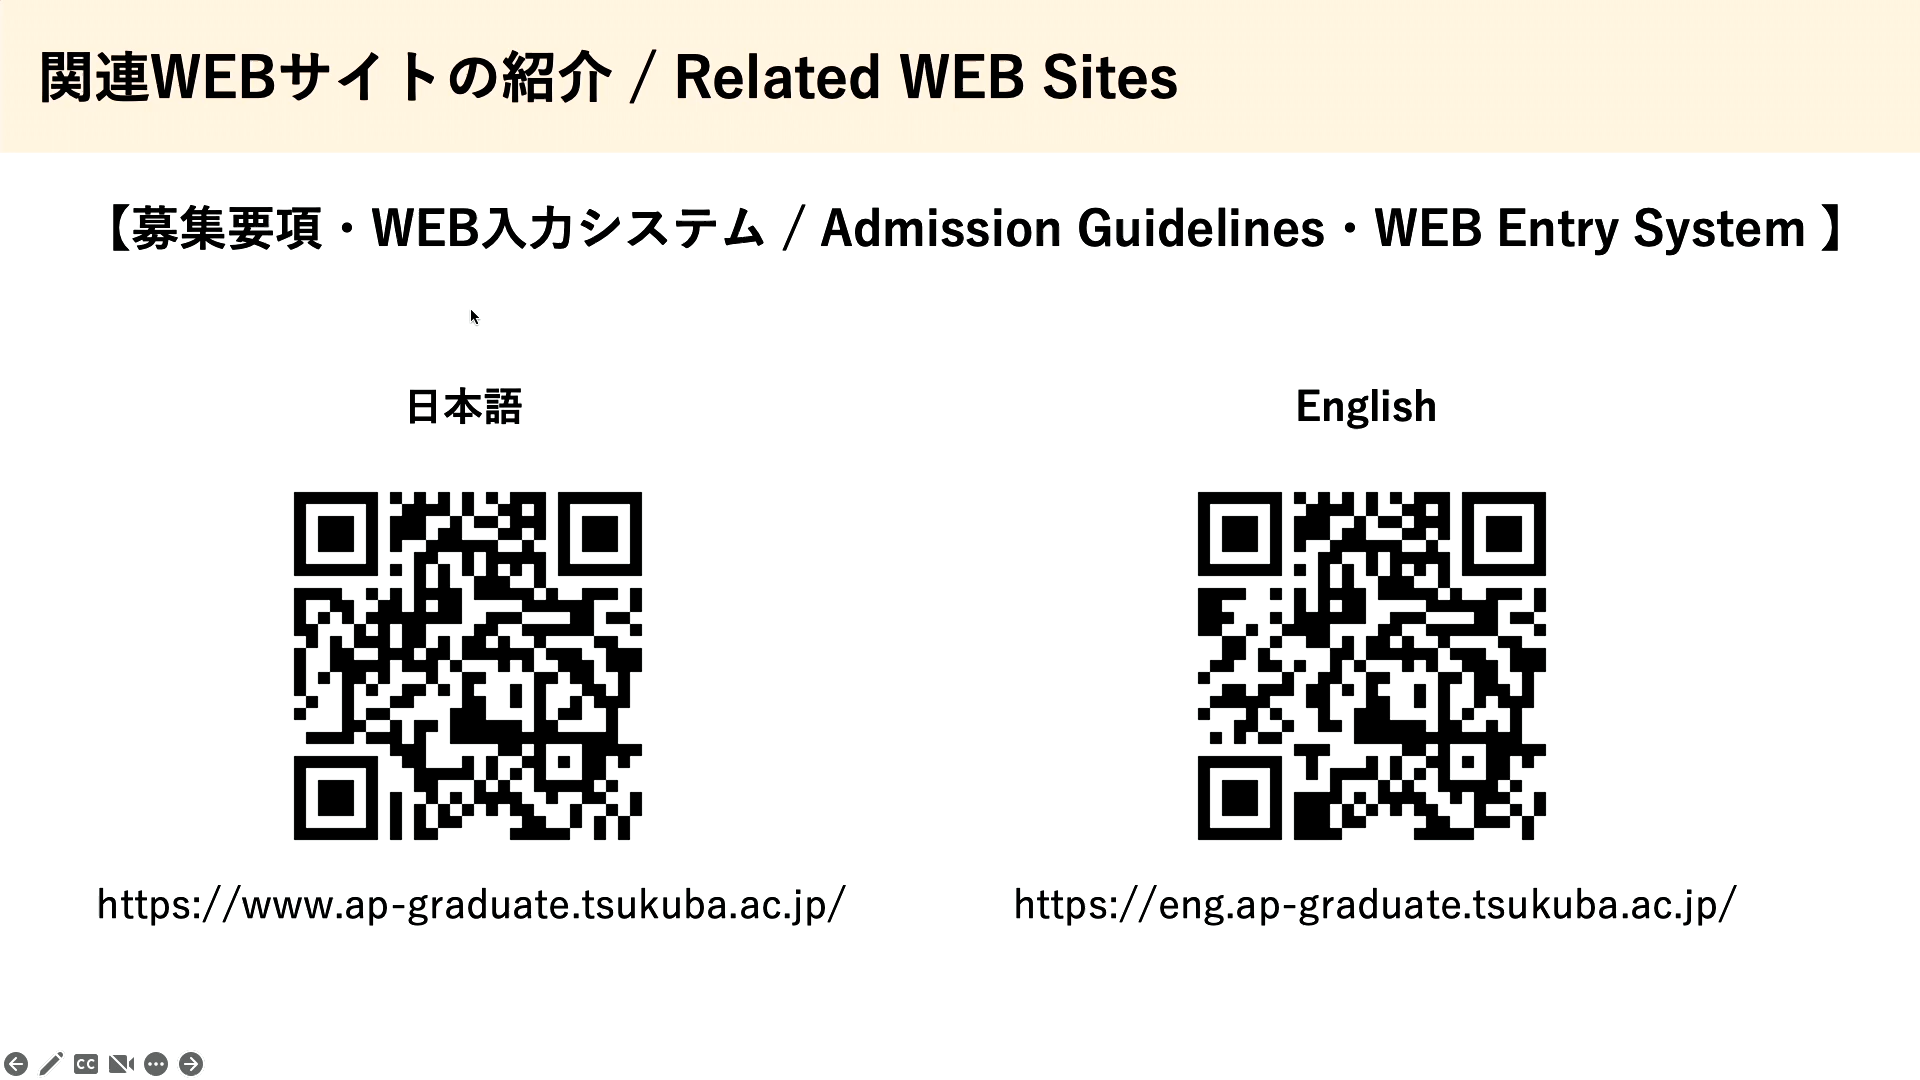 関連WEBサイトの紹介 / Related WEB Sites
【募集要項・WEB入力システム / Admission Guidelines・WEB Entry System 】
日本語
English
https://www.ap-graduate.tsukuba.ac.jp/
https://eng.ap-graduate.tsukuba.ac.jp/
CC